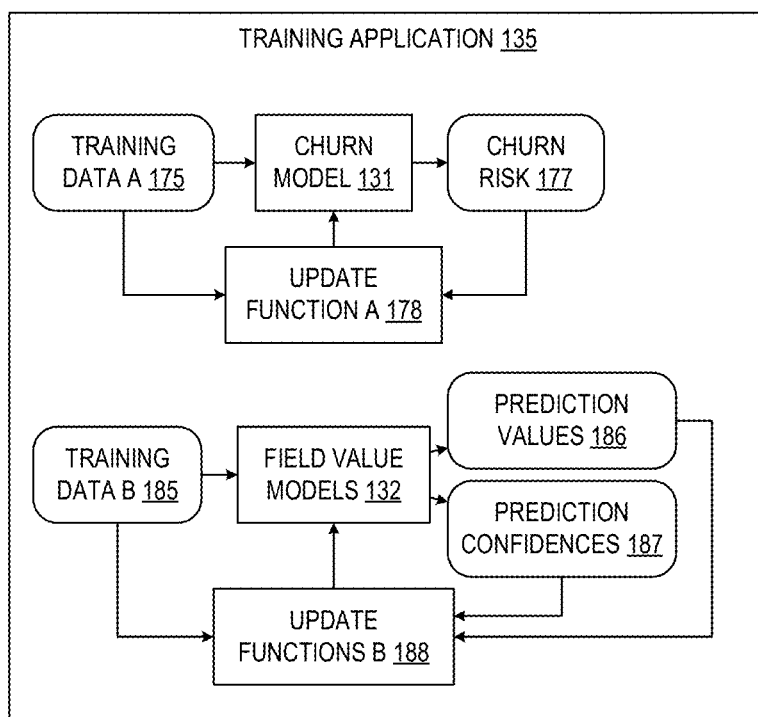 TRAINING APPLICATION 135
TRAINING
DATA A 175
CHURN
MODEL 131
CHURN
RISK 177
UPDATE
FUNCTION A 178
TRAINING
DATA B 185
FIELD VALUE
MODELS 132
PREDICTION
VALUES 186
PREDICTION
CONFIDENCES 187
UPDATE
FUNCTIONS B 188